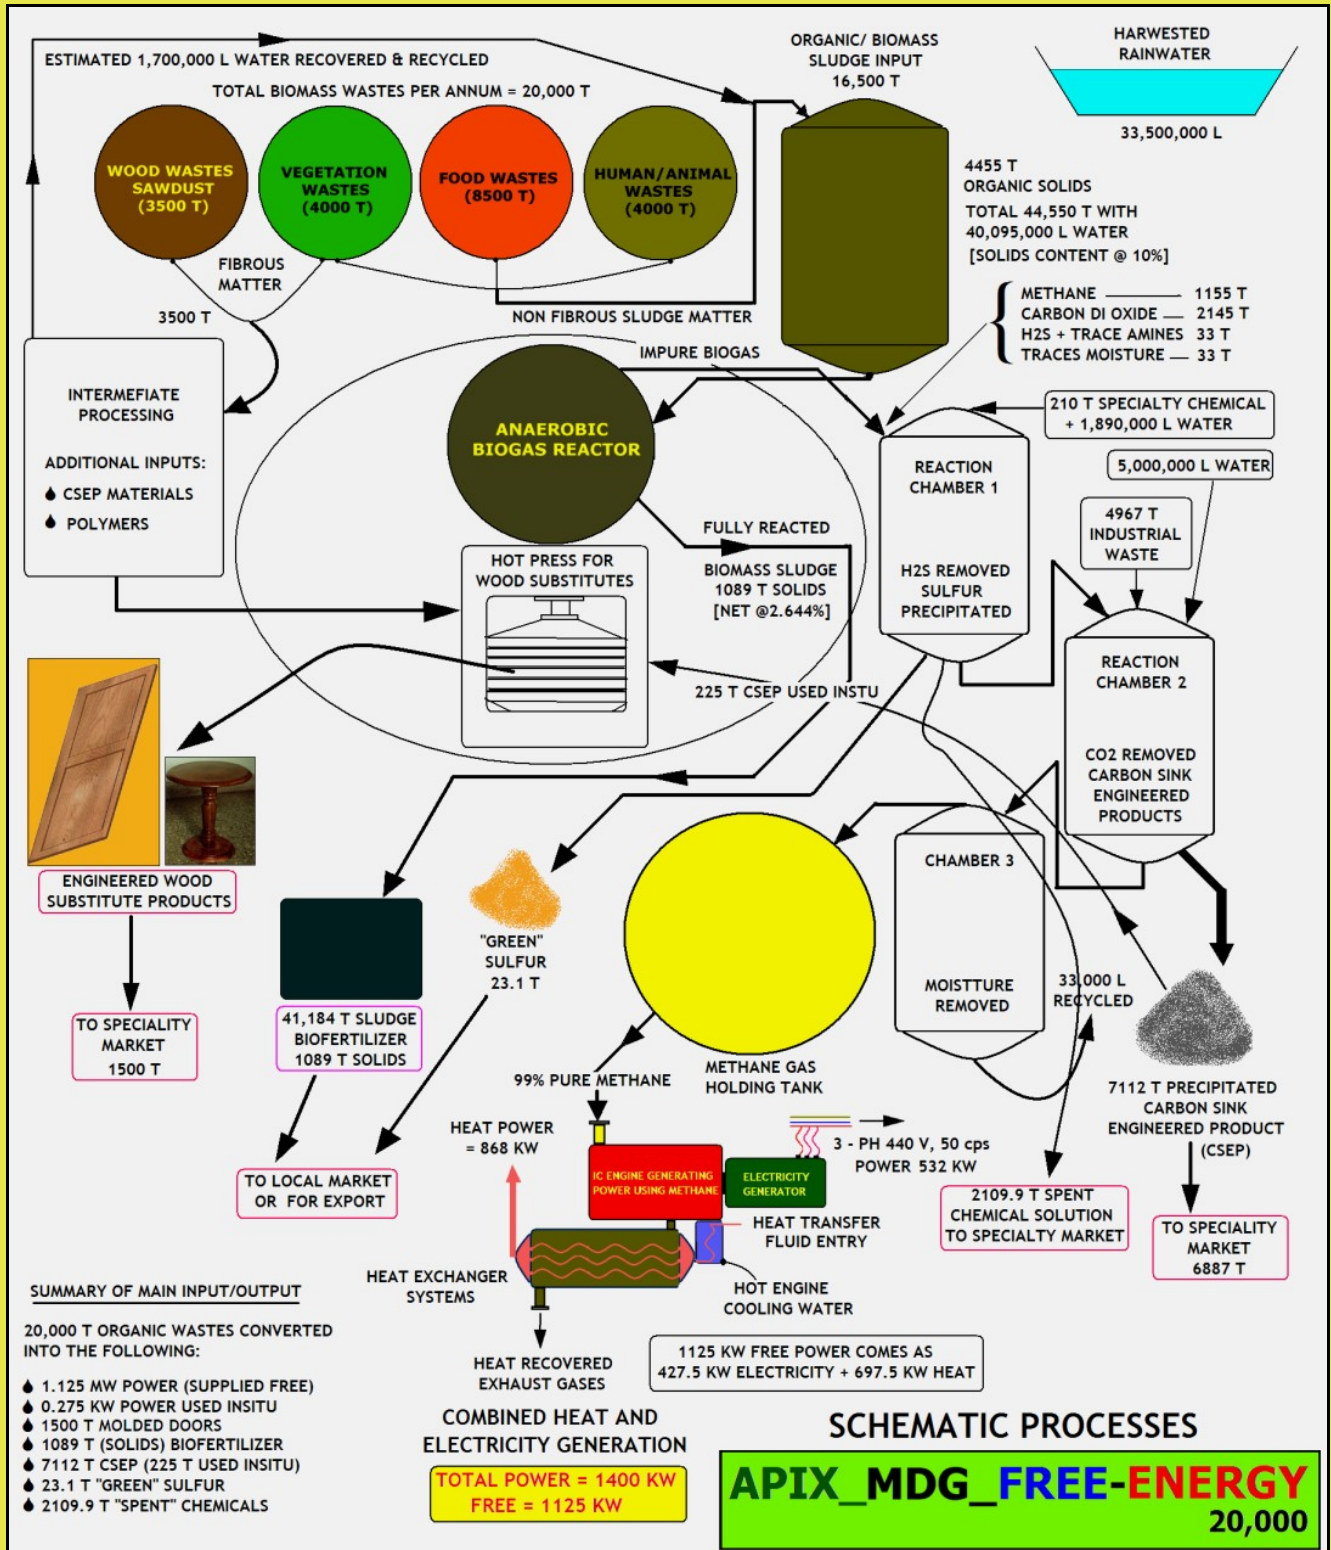 ESTIMATED 1,700,000 L WATER RECOVERED & RECYCLED
TOTAL BIOMASS WASTES PER ANNUM = 20,000 T
ORGANIC/ BIOMASS
SLUDGE INPUT
16,500 T
HARWESTED
RAINWATER
33,500,000 L
WOOD WASTES
SAWDUST
(3500 T)
VEGETATION
WASTES
(4000 T)
FOOD WASTES
(8500 T)
HUMAN/ANIMAL
WASTES
(4000 T)
4455 T
ORGANIC SOLIDS
TOTAL 44,550 T WITH
40,095,000 L WATER
[SOLIDS CONTENT @ 10%]
FIBROUS
MATTER
3500 T
NON FIBROUS SLUDGE MATTER
METHANE 1155 T
CARBON DI OXIDE 2145 T
H2S + TRACE AMINES 33 T
TRACES MOISTURE 33 T
INTERMEFIATE
PROCESSING
ADDITIONAL INPUTS:
CSEP MATERIALS
POLYMERS
IMPURE BIOGAS
ANAEROBIC
BIOGAS REACTOR
210 T SPECIALTY CHEMICAL
+ 1,890,000 L WATER
REACTION
CHAMBER 1
H2S REMOVED
SULFUR
PRECIPITATED
5,000,000 L WATER
4967 T
INDUSTRIAL
WASTE
FULLY REACTED
BIOMASS SLUDGE
1089 T SOLIDS
[NET @2.644%]
HOT PRESS FOR
WOOD SUBSTITUTES
225 T CSEP USED INSTU
REACTION
CHAMBER 2
CO2 REMOVED
CARBON SINK
ENGINEERED
PRODUCTS
ENGINEERED WOOD
SUBSTITUTE PRODUCTS
TO SPECIALITY
MARKET
1500 T
41,184 T SLUDGE
BIOFERTILIZER
1089 T SOLIDS
"GREEN"
SULFUR
23.1 T
CHAMBER 3
MOISTTURE
REMOVED
33,000 L
RECYCLED
METHANE GAS
HOLDING TANK
99% PURE METHANE
7112 T PRECIPITATED
CARBON SINK
ENGINEERED PRODUCT
(CSEP)
TO LOCAL MARKET
OR FOR EXPORT
HEAT POWER
= 868 KW
IC ENGINE GENERATING
POWER USING METHANE
ELECTRICITY
GENERATOR
3 - PH 440 V, 50 cps
POWER 532 KW
2109.9 T SPENT
CHEMICAL SOLUTION
TO SPECIALTY MARKET
TO SPECIALITY
MARKET
6887 T
HEAT TRANSFER
FLUID ENTRY
HEAT EXCHANGER
SYSTEMS
HOT ENGINE
COOLING WATER
HEAT RECOVERED
EXHAUST GASES
1125 KW FREE POWER COMES AS
427.5 KW ELECTRICITY + 697.5 KW HEAT
SUMMARY OF MAIN INPUT/OUTPUT
20,000 T ORGANIC WASTES CONVERTED
INTO THE FOLLOWING:
1.125 MW POWER (SUPPLIED FREE)
0.275 KW POWER USED INSITU
1500 T MOLDED DOORS
1089 T (SOLIDS) BIOFERTILIZER
7112 T CSEP (225 T USED INSITU)
23.1 T "GREEN" SULFUR
2109.9 T "SPENT" CHEMICALS
COMBINED HEAT AND
ELECTRICITY GENERATION
TOTAL POWER = 1400 KW
FREE = 1125 KW
SCHEMATIC PROCESSES
APIX_MDG_FREE-ENERGY
20,000